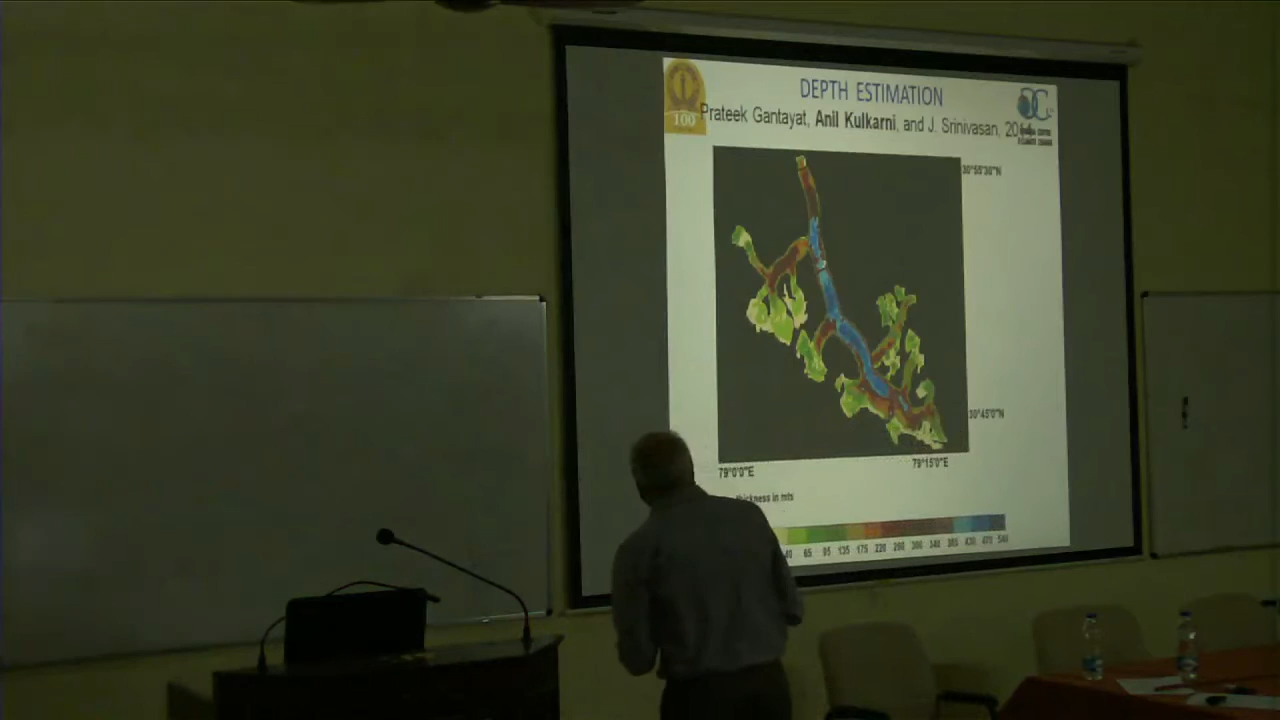 DEPTH ESTIMATION
100
Prateek Gantayat, Anil Kulkarni, and J. Srinivasan, 20
30°55'30"N
30°45'0"N
79°0'0"E
79°15'0"E
thickness in mts
40 65 95 135 175 220 260 300 340 385 430 470 540